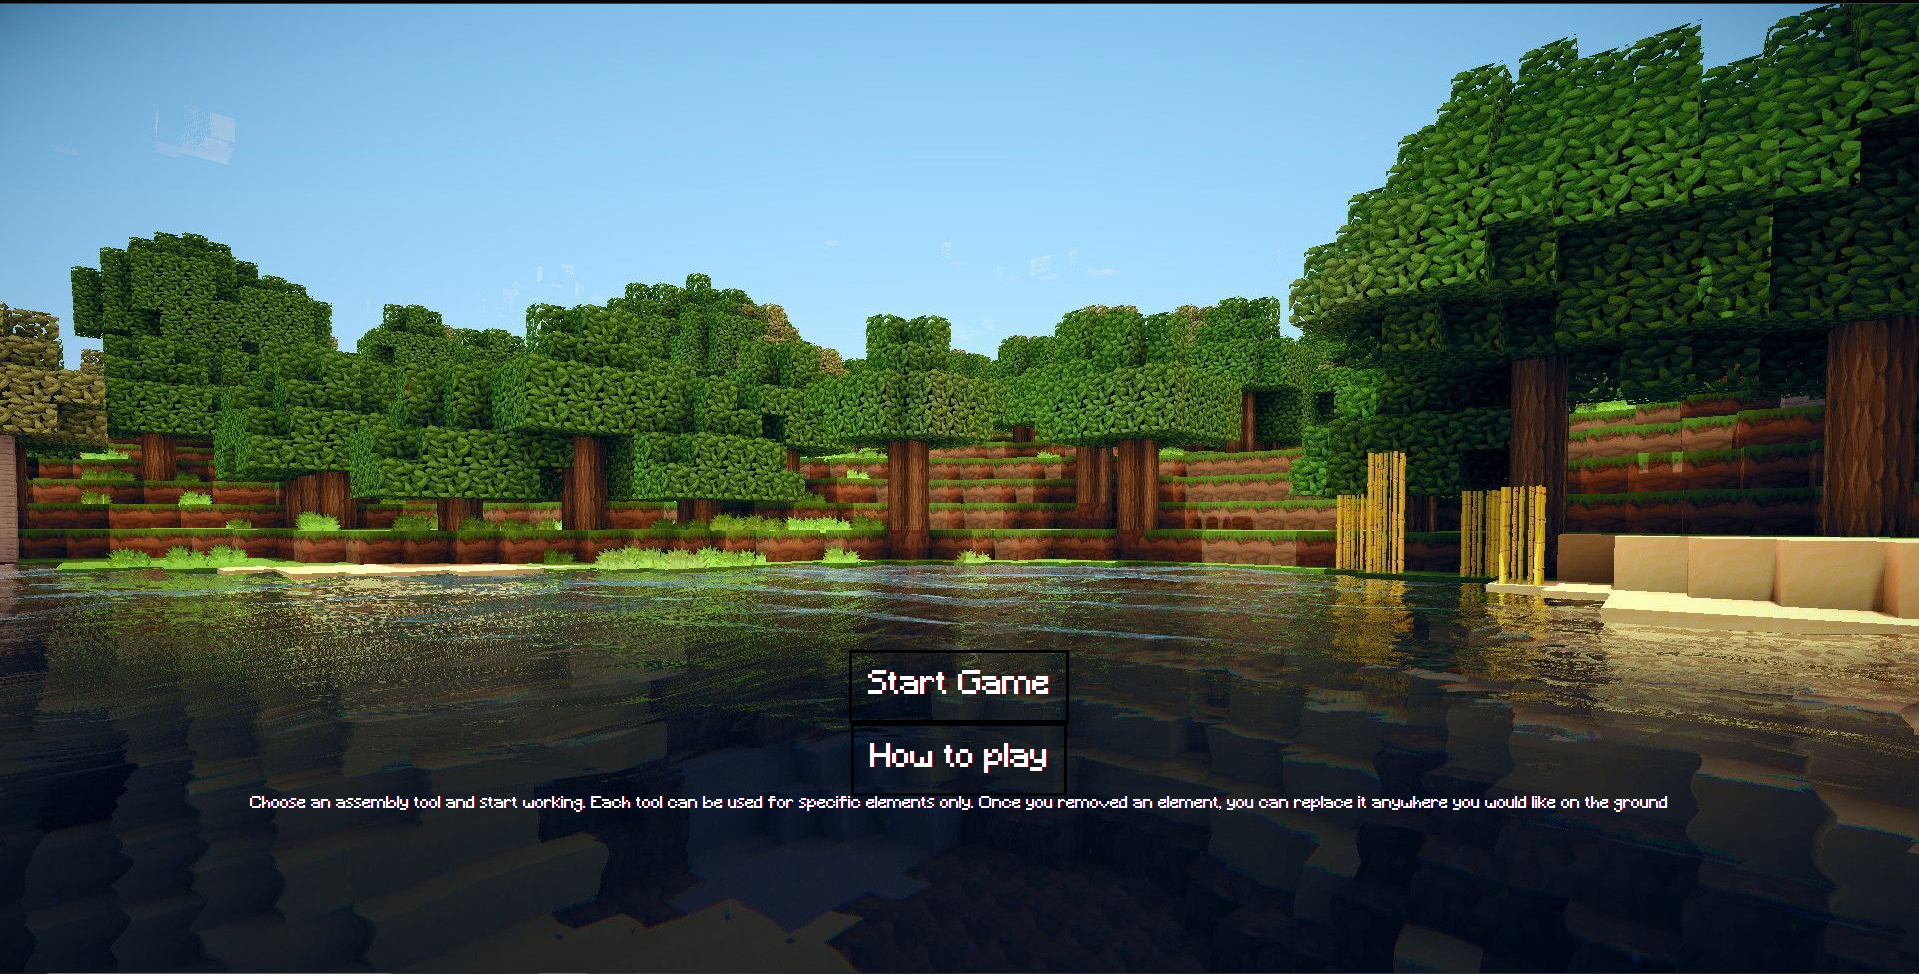 Start Game
How to play
Choose an assembly tool and start working. Each tool can be used for specific elements only. Once you removed an element, you can replace it anywhere you would like on the ground